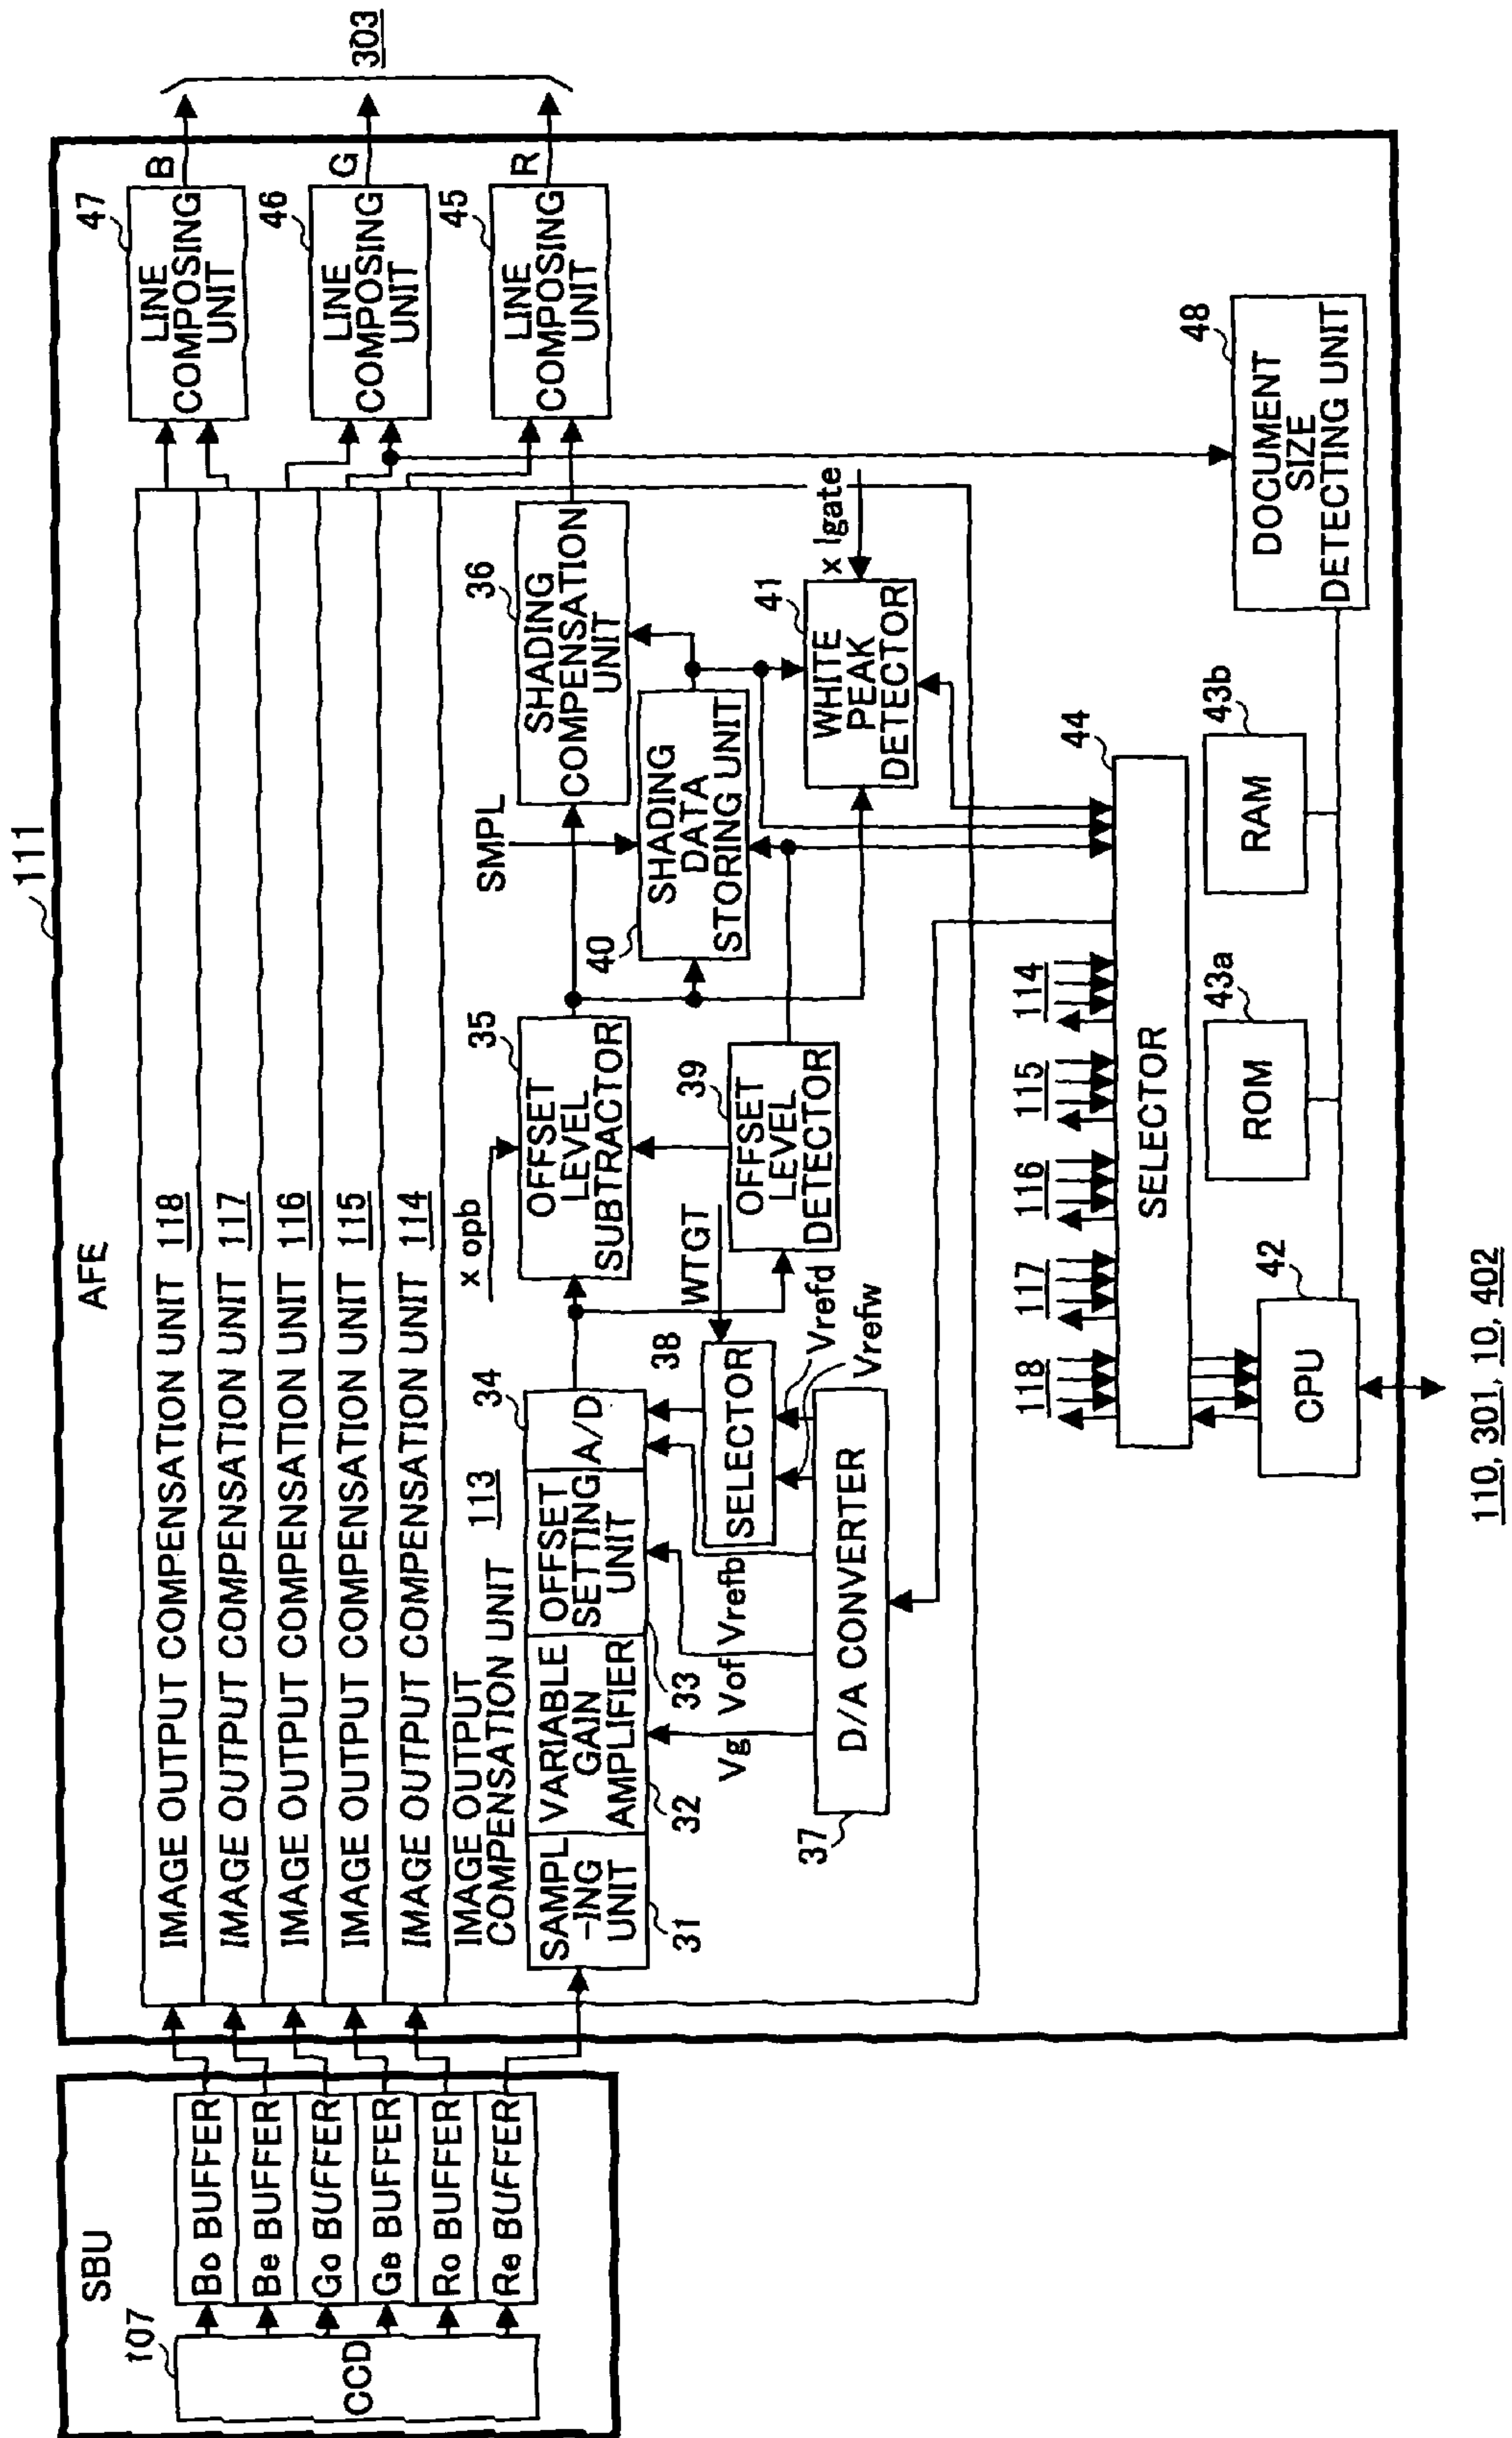 111
AFE
SBU
107
CCD
Bo BUFFER
Be BUFFER
Go BUFFER
Ge BUFFER
Ro BUFFER
Re BUFFER
IMAGE OUTPUT COMPENSATION UNIT 118
IMAGE OUTPUT COMPENSATION UNIT 117
IMAGE OUTPUT COMPENSATION UNIT 116
IMAGE OUTPUT COMPENSATION UNIT 115
IMAGE OUTPUT COMPENSATION UNIT 114
IMAGE OUTPUT
COMPENSATION UNIT 113
SAMPL
-ING
UNIT
31
VARIABLE
GAIN
AMPLIFIER
32
OFFSET
SETTING
UNIT
33
A/D
34
Vg
Vof
Vrefb
SELECTOR
38
WTGT
Vrefd
Vrefw
D/A CONVERTER
37
x opb
OFFSET
LEVEL
SUBTRACTOR
35
OFFSET
LEVEL
DETECTOR
39
SMPL
SHADING
DATA
STORING UNIT
40
SHADING
COMPENSATION
UNIT
36
WHITE
PEAK
DETECTOR
41
x lgate
LINE
COMPOSING
UNIT
47
B
LINE
COMPOSING
UNIT
46
G
LINE
COMPOSING
UNIT
45
R
303
118
117
116
115
114
SELECTOR
44
CPU
42
ROM
43a
RAM
43b
DOCUMENT
SIZE
DETECTING UNIT
48
110, 301, 10, 402